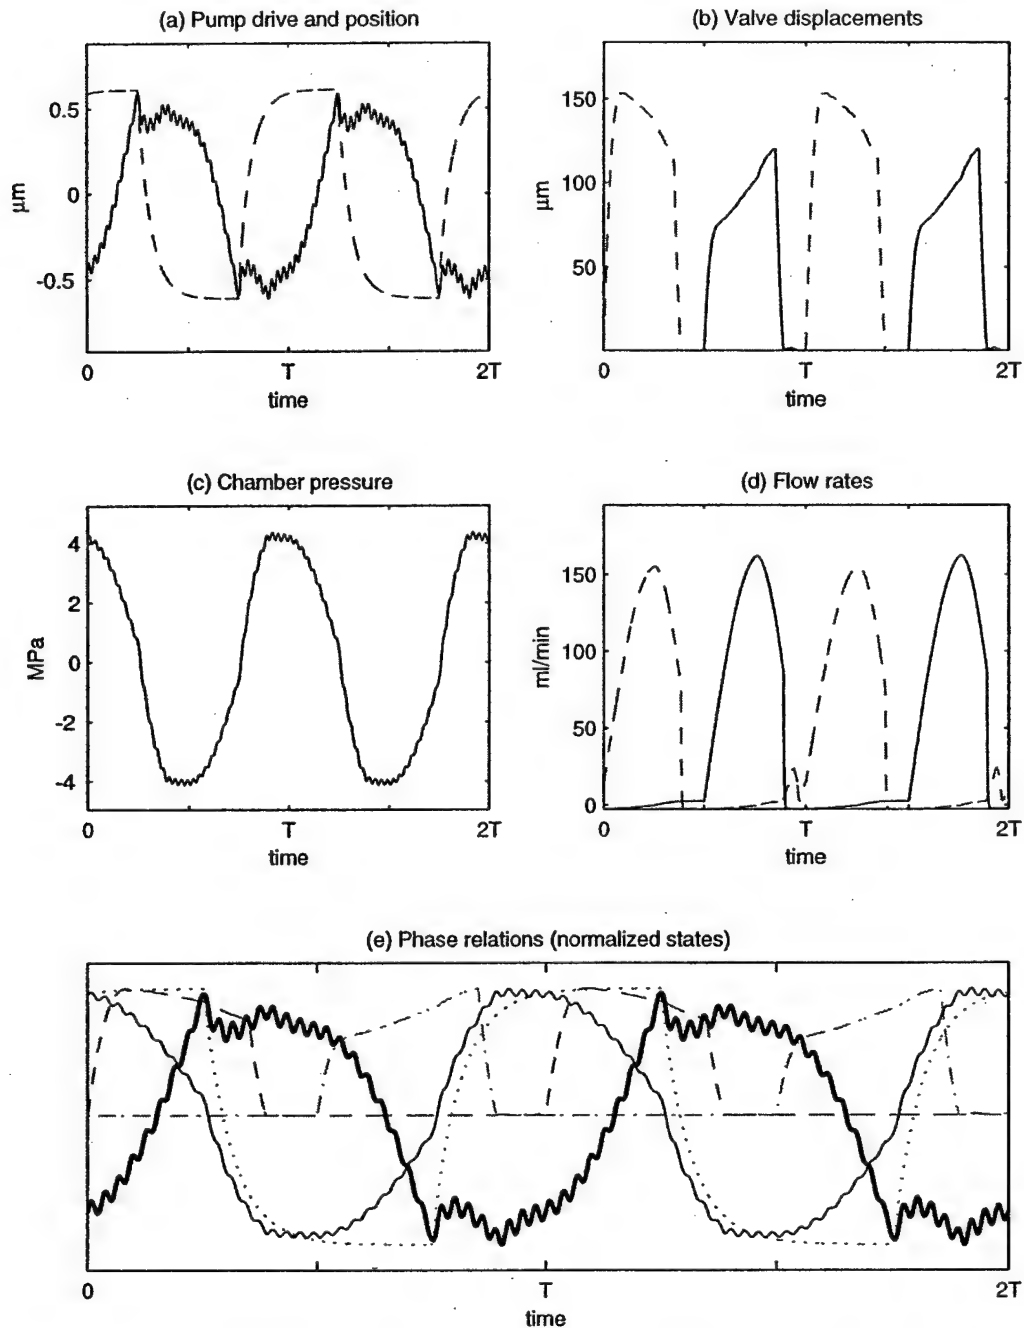 (a) Pump drive and position
(b) Valve displacements
µm
0.5
0
-0.5
0
T
2T
time
µm
150
100
50
0
T
2T
time
(c) Chamber pressure
(d) Flow rates
MPa
4
2
0
-2
-4
0
T
2T
time
ml/min
150
100
50
0
0
T
2T
time
(e) Phase relations (normalized states)
0
T
2T
time